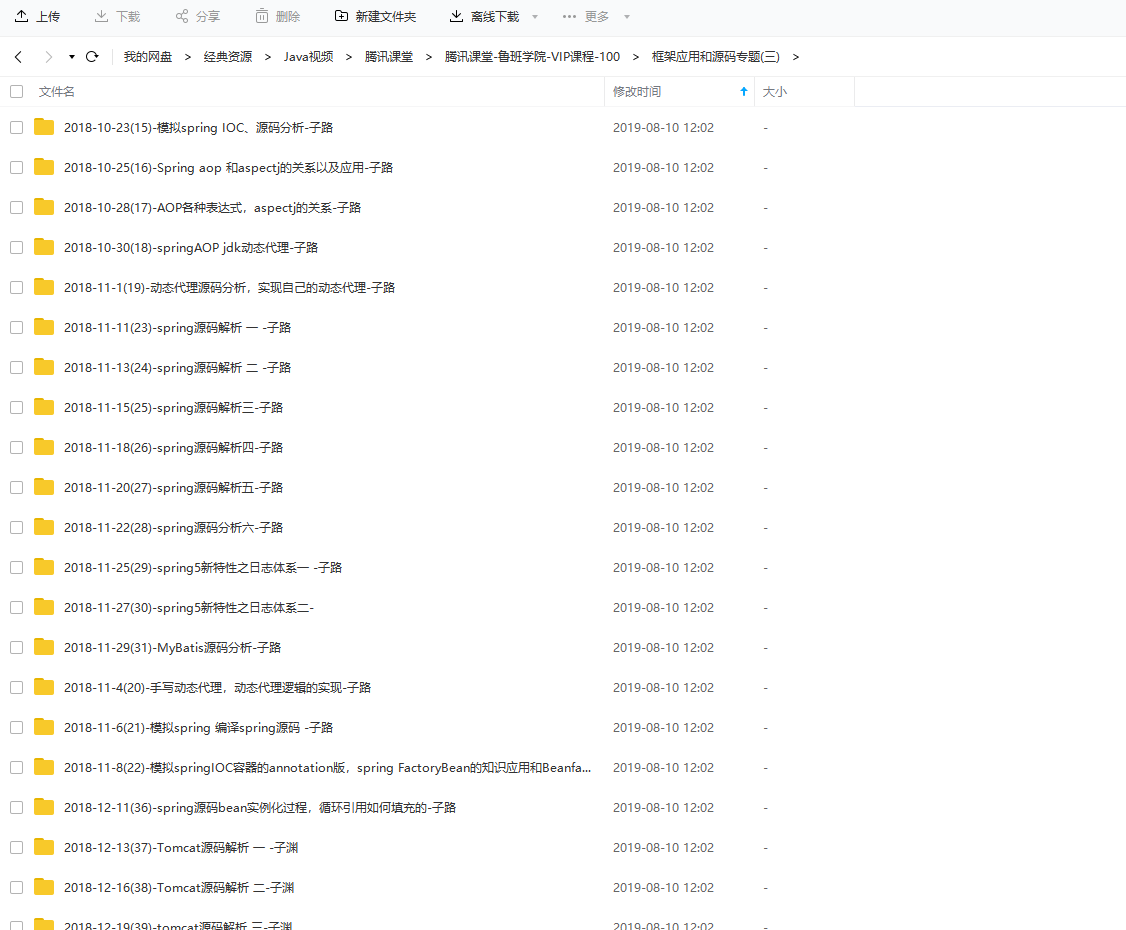 上传 下载 分享 删除 新建文件夹 离线下载 更多
我的网盘 > 经典资源 > Java视频 > 腾讯课堂 > 腾讯课堂-鲁班学院-VIP课程-100 > 框架应用和源码专题(三) >
文件名 修改时间 大小
2018-10-23(15)-模拟spring IOC、源码分析-子路 2019-08-10 12:02 -
2018-10-25(16)-Spring aop 和aspectj的关系以及应用-子路 2019-08-10 12:02 -
2018-10-28(17)-AOP各种表达式，aspectj的关系-子路 2019-08-10 12:02 -
2018-10-30(18)-springAOP jdk动态代理-子路 2019-08-10 12:02 -
2018-11-1(19)-动态代理源码分析，实现自己的动态代理-子路 2019-08-10 12:02 -
2018-11-11(23)-spring源码解析 一 -子路 2019-08-10 12:02 -
2018-11-13(24)-spring源码解析 二 -子路 2019-08-10 12:02 -
2018-11-15(25)-spring源码解析三-子路 2019-08-10 12:02 -
2018-11-18(26)-spring源码解析四-子路 2019-08-10 12:02 -
2018-11-20(27)-spring源码解析五-子路 2019-08-10 12:02 -
2018-11-22(28)-spring源码分析六-子路 2019-08-10 12:02 -
2018-11-25(29)-spring5新特性之日志体系一 -子路 2019-08-10 12:02 -
2018-11-27(30)-spring5新特性之日志体系二- 2019-08-10 12:02 -
2018-11-29(31)-MyBatis源码分析-子路 2019-08-10 12:02 -
2018-11-4(20)-手写动态代理，动态代理逻辑的实现-子路 2019-08-10 12:02 -
2018-11-6(21)-模拟spring 编译spring源码 -子路 2019-08-10 12:02 -
2018-11-8(22)-模拟springIOC容器的annotation版，spring FactoryBean的知识应用和Beanfa... 2019-08-10 12:02 -
2018-12-11(36)-spring源码bean实例化过程，循环引用如何填充的-子路 2019-08-10 12:02 -
2018-12-13(37)-Tomcat源码解析 一 -子渊 2019-08-10 12:02 -
2018-12-16(38)-Tomcat源码解析 二-子渊 2019-08-10 12:02 -
2018-12-19(39)-tomcat源码解析 三-子渊 2019-08-10 12:02 -